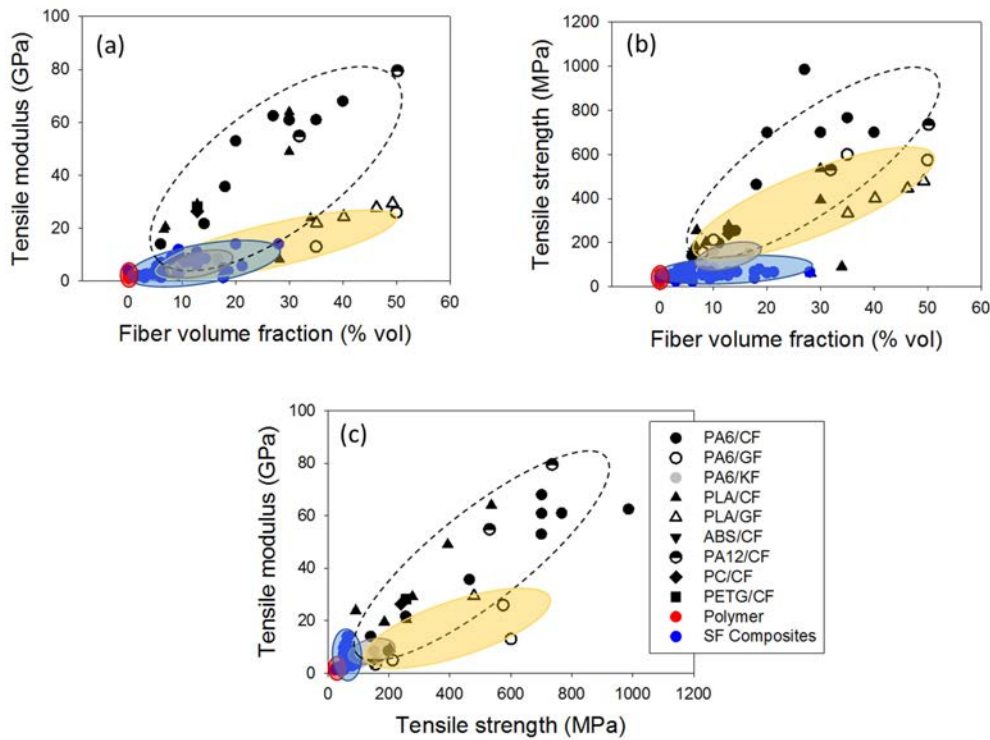 100
80
60
40
20
0
(a)
Tensile modulus (GPa)
0 10 20 30 40 50 60
Fiber volume fraction (% vol)
1200
1000
800
600
400
200
0
(b)
Tensile strength (MPa)
0 10 20 30 40 50 60
Fiber volume fraction (% vol)
100
80
60
40
20
0
(c)
Tensile modulus (GPa)
0 200 400 600 800 1000 1200
Tensile strength (MPa)
PA6/CF
PA6/GF
PA6/KF
PLA/CF
PLA/GF
ABS/CF
PA12/CF
PC/CF
PETG/CF
Polymer
SF Composites